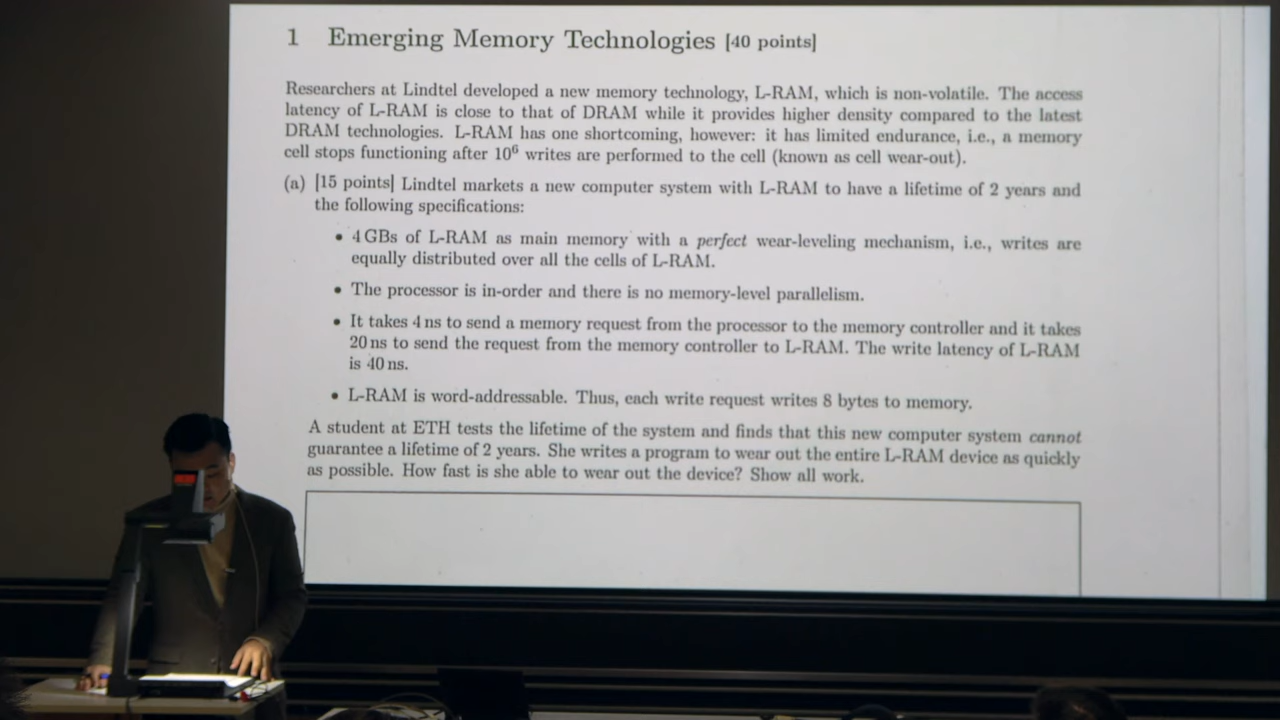 1 Emerging Memory Technologies [40 points]
Researchers at Lindtel developed a new memory technology, L-RAM, which is non-volatile. The access
latency of L-RAM is close to that of DRAM while it provides higher density compared to the latest
DRAM technologies. L-RAM has one shortcoming, however: it has limited endurance, i.e., a memory
cell stops functioning after 10⁶ writes are performed to the cell (known as cell wear-out).
(a) [15 points] Lindtel markets a new computer system with L-RAM to have a lifetime of 2 years and
the following specifications:
• 4 GBs of L-RAM as main memory with a perfect wear-leveling mechanism, i.e., writes are
equally distributed over all the cells of L-RAM.
• The processor is in-order and there is no memory-level parallelism.
• It takes 4 ns to send a memory request from the processor to the memory controller and it takes
20 ns to send the request from the memory controller to L-RAM. The write latency of L-RAM
is 40 ns.
• L-RAM is word-addressable. Thus, each write request writes 8 bytes to memory.
A student at ETH tests the lifetime of the system and finds that this new computer system cannot
guarantee a lifetime of 2 years. She writes a program to wear out the entire L-RAM device as quickly
as possible. How fast is she able to wear out the device? Show all work.